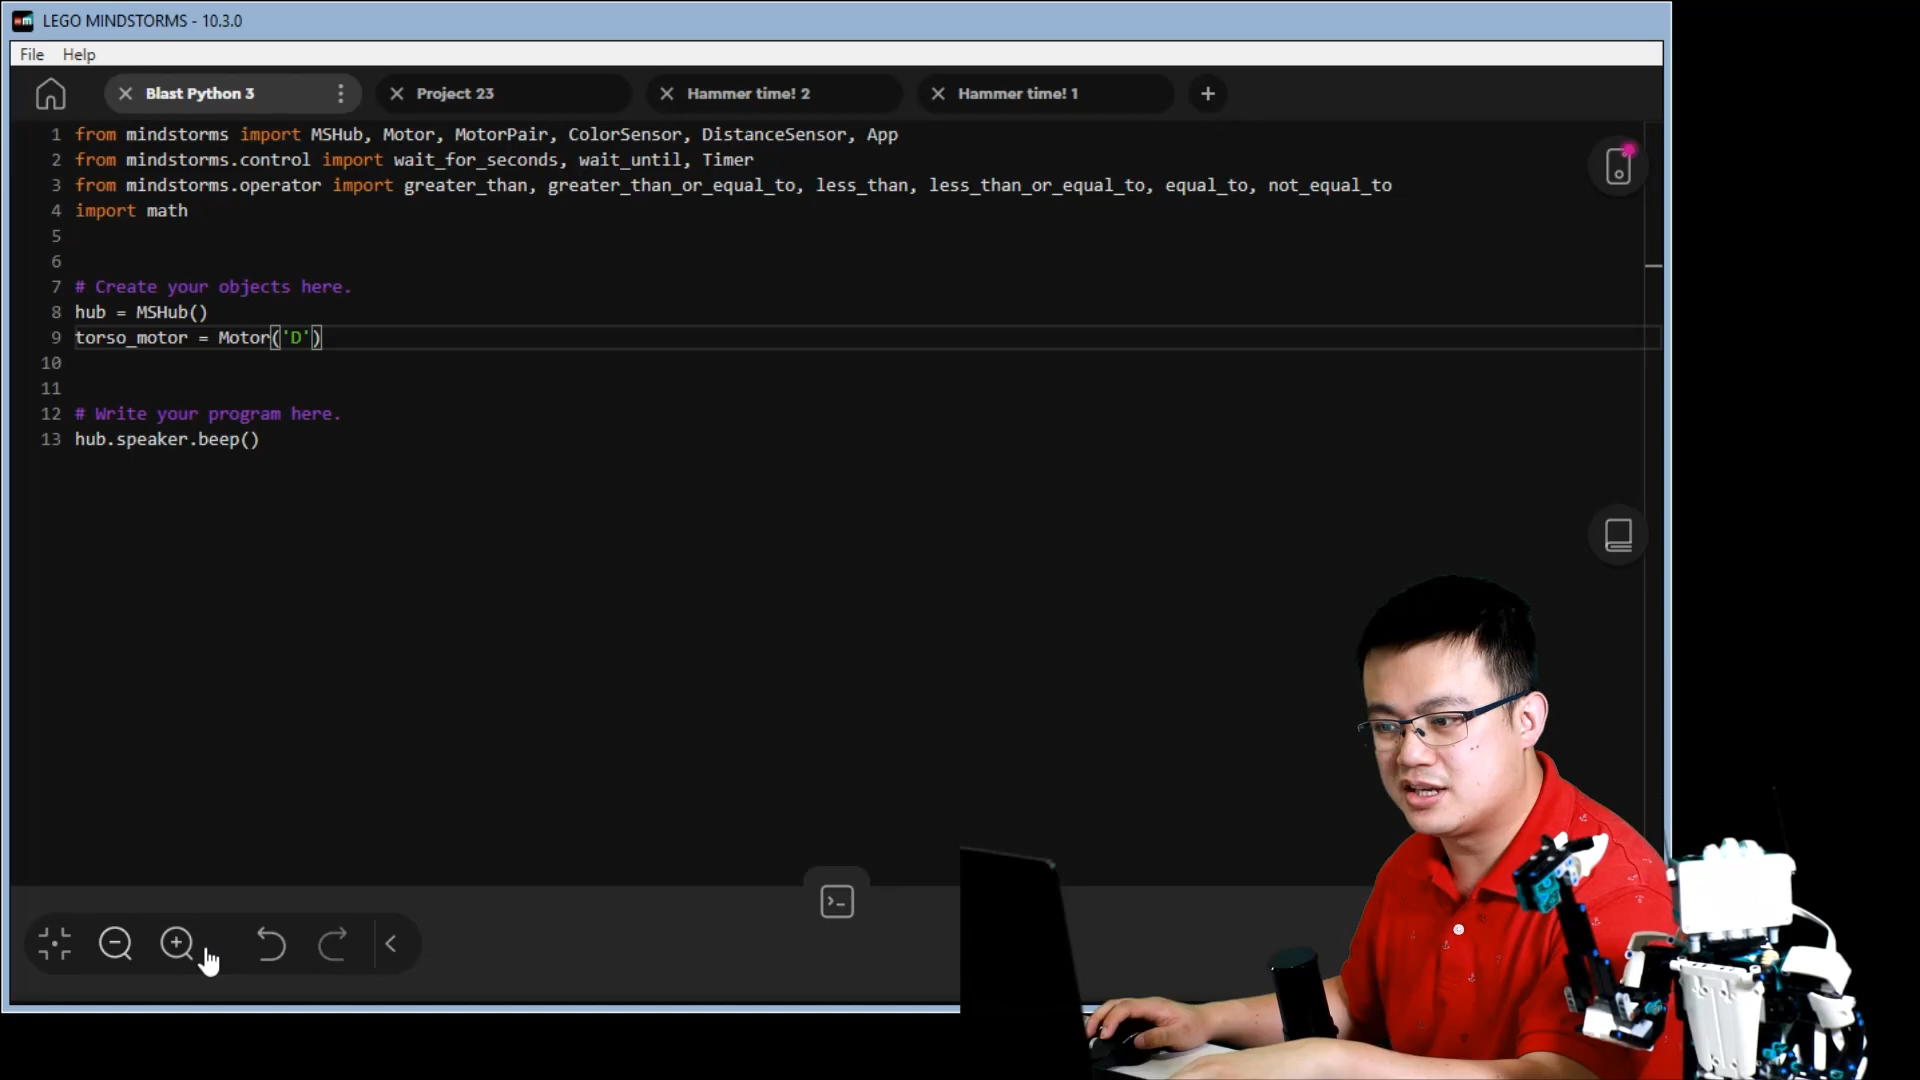 LEGO MINDSTORMS - 10.3.0
File Help
Blast Python 3 Project 23 Hammer time! 2 Hammer time! 1
1 from mindstorms import MSHub, Motor, MotorPair, ColorSensor, DistanceSensor, App
2 from mindstorms.control import wait_for_seconds, wait_until, Timer
3 from mindstorms.operator import greater_than, greater_than_or_equal_to, less_than, less_than_or_equal_to, equal_to, not_equal_to
4 import math
5
6
7 # Create your objects here.
8 hub = MSHub()
9 torso_motor = Motor('D')
10
11
12 # Write your program here.
13 hub.speaker.beep()